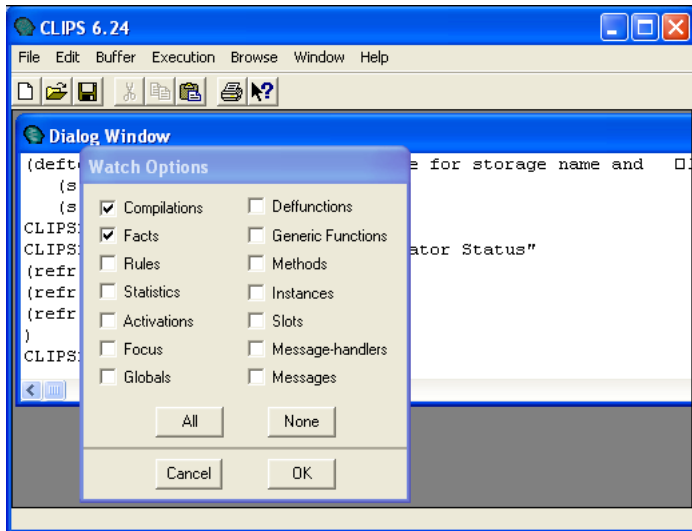 CLIPS 6.24
File Edit Buffer Execution Browse Window Help
Dialog Window
(deft e for storage name and
Watch Options
(s
(s
CLIPS
CLIPS ator Status"
(refr
(refr
(refr
)
CLIPS
Compilations
Facts
Rules
Statistics
Activations
Focus
Globals
Deffunctions
Generic Functions
Methods
Instances
Slots
Message-handlers
Messages
All None
Cancel OK